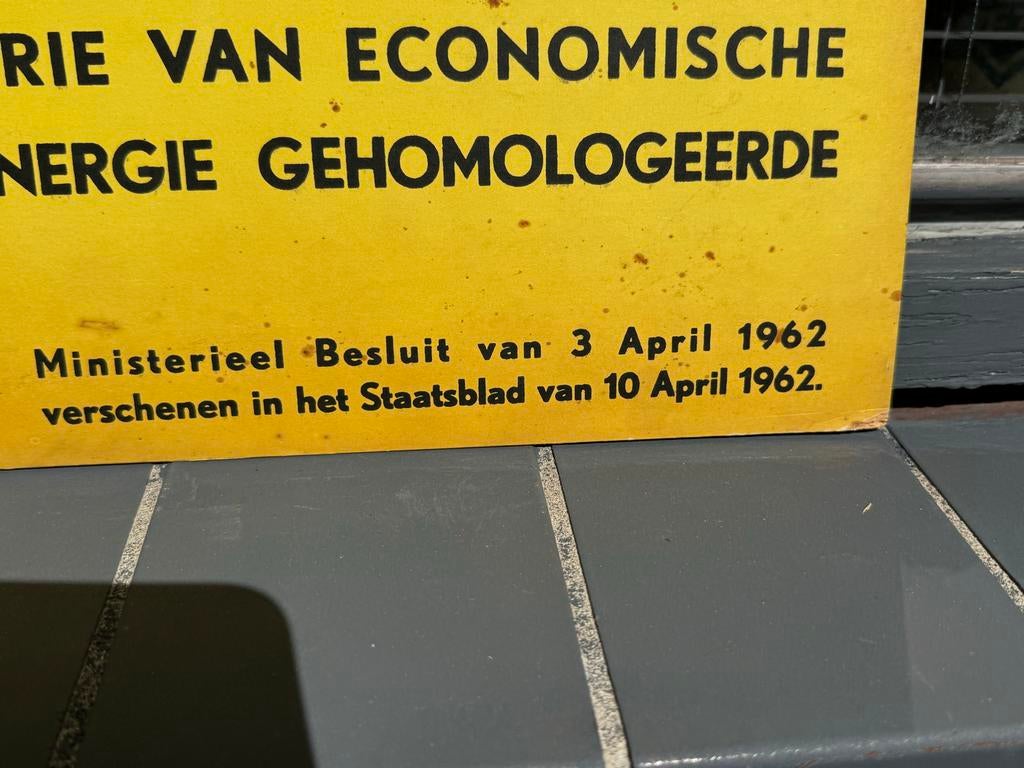 RIE VAN ECONOMISCHE
NERGIE GEHOMOLOGEERDE
Ministerieel Besluit van 3 April 1962
verschenen in het Staatsblad van 10 April 1962.